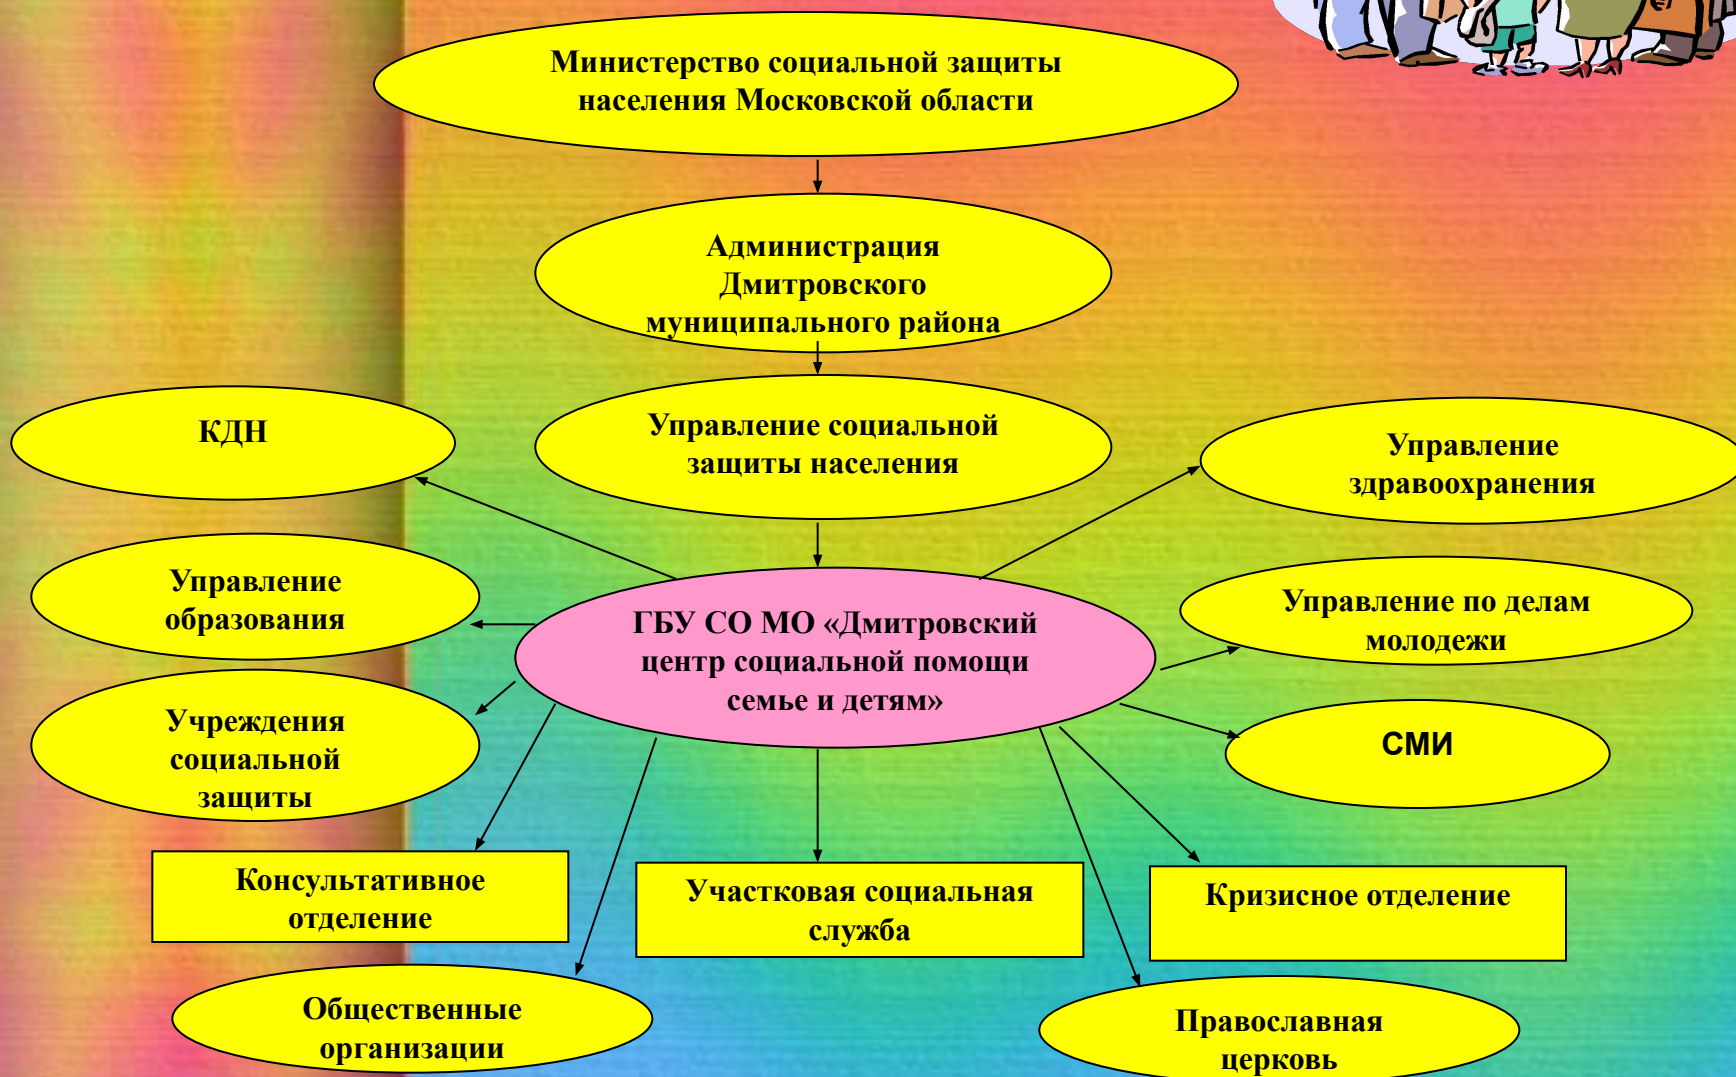 Министерство социальной защиты
населения Московской области
Администрация
Дмитровского
муниципального района
Управление социальной
защиты населения
КДН
Управление
здравоохранения
Управление
образования
Управление по делам
молодежи
ГБУ СО МО «Дмитровский
центр социальной помощи
семье и детям»
Учреждения
социальной
защиты
СМИ
Консультативное
отделение
Участковая социальная
служба
Кризисное отделение
Общественные
организации
Православная
церковь